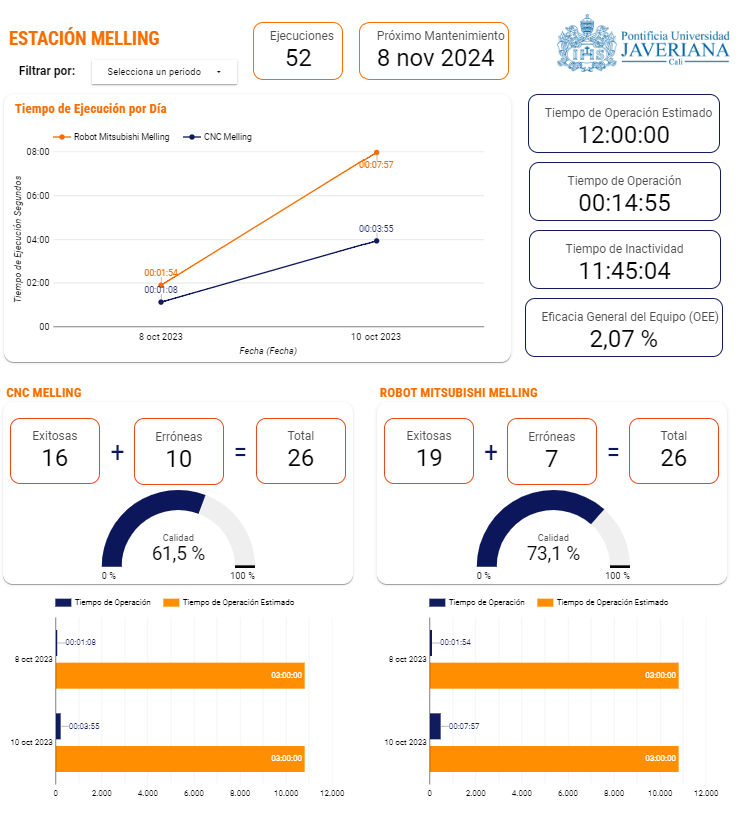 ESTACIÓN MELLING
Filtrar por:
Selecciona un periodo
Ejecuciones
52
Próximo Mantenimiento
8 nov 2024
Pontificia Universidad
JAVERIANA
Cali
Tiempo de Ejecución por Día
Robot Mitsubishi Melling
CNC Melling
Tiempo de Ejecución Segundos
08:00
06:00
04:00
02:00
00
00:01:54
00:01:08
00:07:57
00:03:55
8 oct 2023
10 oct 2023
Fecha (Fecha)
Tiempo de Operación Estimado
12:00:00
Tiempo de Operación
00:14:55
Tiempo de Inactividad
11:45:04
Eficacia General del Equipo (OEE)
2,07 %
CNC MELLING
Exitosas
16
+
Erróneas
10
=
Total
26
Calidad
61,5 %
0 %
100 %
Tiempo de Operación
Tiempo de Operación Estimado
8 oct 2023
00:01:08
03:00:00
10 oct 2023
00:03:55
03:00:00
0
2.000
4.000
6.000
8.000
10.000
12.000
ROBOT MITSUBISHI MELLING
Exitosas
19
+
Erróneas
7
=
Total
26
Calidad
73,1 %
0 %
100 %
Tiempo de Operación
Tiempo de Operación Estimado
8 oct 2023
00:01:54
03:00:00
10 oct 2023
00:07:57
03:00:00
0
2.000
4.000
6.000
8.000
10.000
12.000